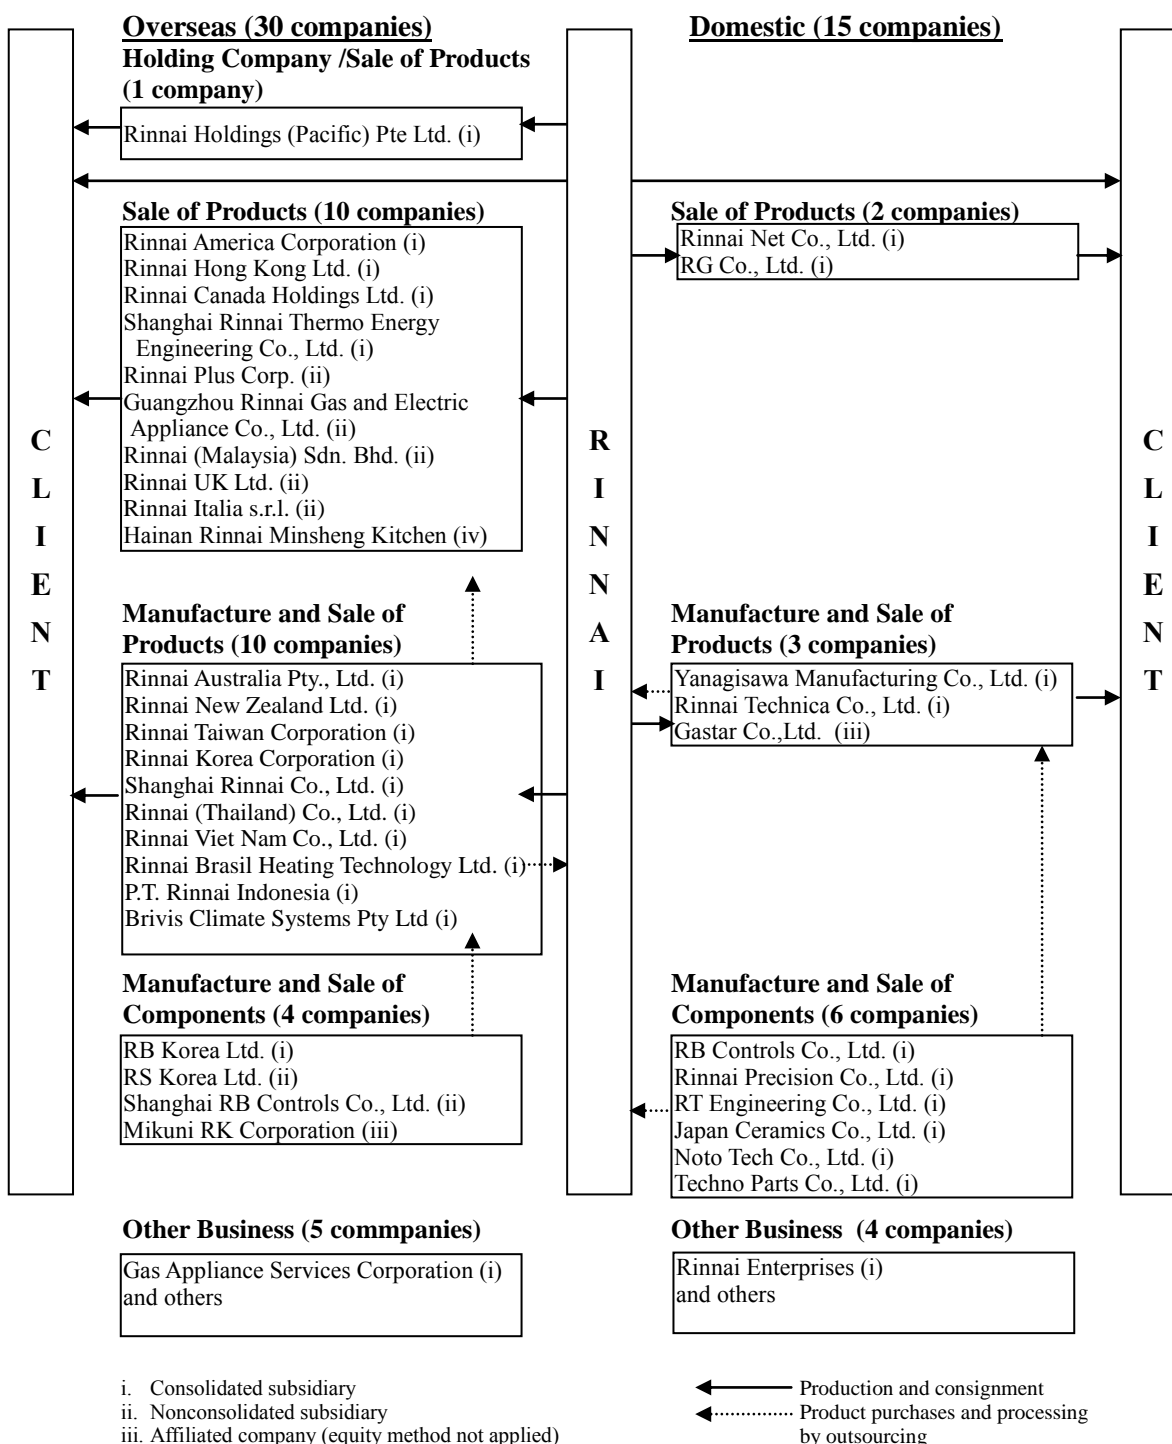 Overseas (30 companies)
Holding Company /Sale of Products
(1 company)
Rinnai Holdings (Pacific) Pte Ltd. (i)
Sale of Products (10 companies)
Rinnai America Corporation (i)
Rinnai Hong Kong Ltd. (i)
Rinnai Canada Holdings Ltd. (i)
Shanghai Rinnai Thermo Energy
Engineering Co., Ltd. (i)
Rinnai Plus Corp. (ii)
Guangzhou Rinnai Gas and Electric
Appliance Co., Ltd. (ii)
Rinnai (Malaysia) Sdn. Bhd. (ii)
Rinnai UK Ltd. (ii)
Rinnai Italia s.r.l. (ii)
Hainan Rinnai Minsheng Kitchen (iv)
Manufacture and Sale of
Products (10 companies)
Rinnai Australia Pty., Ltd. (i)
Rinnai New Zealand Ltd. (i)
Rinnai Taiwan Corporation (i)
Rinnai Korea Corporation (i)
Shanghai Rinnai Co., Ltd. (i)
Rinnai (Thailand) Co., Ltd. (i)
Rinnai Viet Nam Co., Ltd. (i)
Rinnai Brasil Heating Technology Ltd. (i)
P.T. Rinnai Indonesia (i)
Brivis Climate Systems Pty Ltd (i)
Manufacture and Sale of
Components (4 companies)
RB Korea Ltd. (i)
RS Korea Ltd. (ii)
Shanghai RB Controls Co., Ltd. (ii)
Mikuni RK Corporation (iii)
Other Business (5 commpanies)
Gas Appliance Services Corporation (i)
and others
CLIENT
RINNAI
Domestic (15 companies)
Sale of Products (2 companies)
Rinnai Net Co., Ltd. (i)
RG Co., Ltd. (i)
Manufacture and Sale of
Products (3 companies)
Yanagisawa Manufacturing Co., Ltd. (i)
Rinnai Technica Co., Ltd. (i)
Gastar Co.,Ltd. (iii)
Manufacture and Sale of
Components (6 companies)
RB Controls Co., Ltd. (i)
Rinnai Precision Co., Ltd. (i)
RT Engineering Co., Ltd. (i)
Japan Ceramics Co., Ltd. (i)
Noto Tech Co., Ltd. (i)
Techno Parts Co., Ltd. (i)
Other Business (4 companies)
Rinnai Enterprises (i)
and others
CLIENT
i. Consolidated subsidiary
ii. Nonconsolidated subsidiary
iii. Affiliated company (equity method not applied)
Production and consignment
Product purchases and processing
by outsourcing